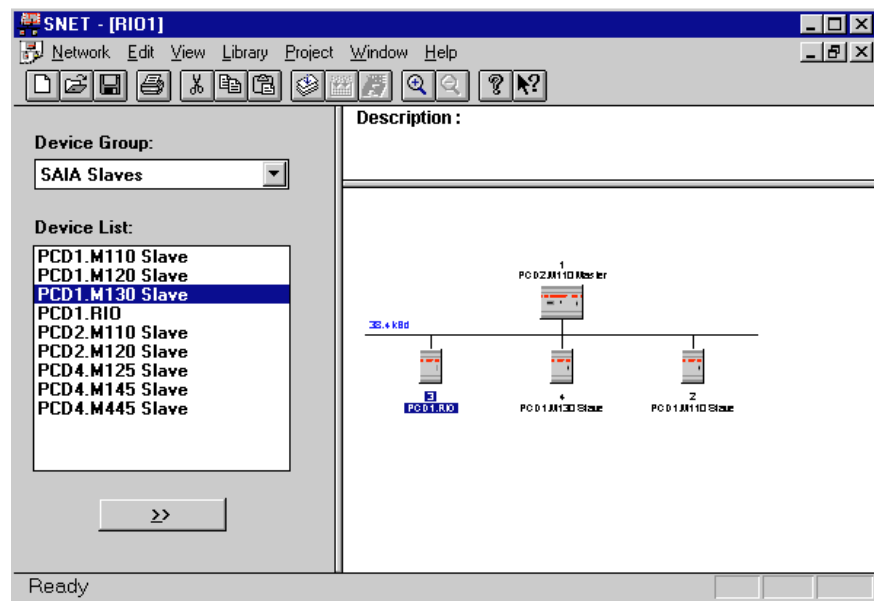 SNET - [RIO1]
Network Edit View Library Project Window Help
Description :
Device Group:
SAIA Slaves
Device List:
PCD1.M110 Slave
PCD1.M120 Slave
PCD1.M130 Slave
PCD1.RIO
PCD2.M110 Slave
PCD2.M120 Slave
PCD4.M125 Slave
PCD4.M145 Slave
PCD4.M445 Slave
>>
1
PCD2.M110 Master
38.4 kBd
3
PCD1.RIO
4
PCD1.M130 Slave
2
PCD1.M110 Slave
Ready